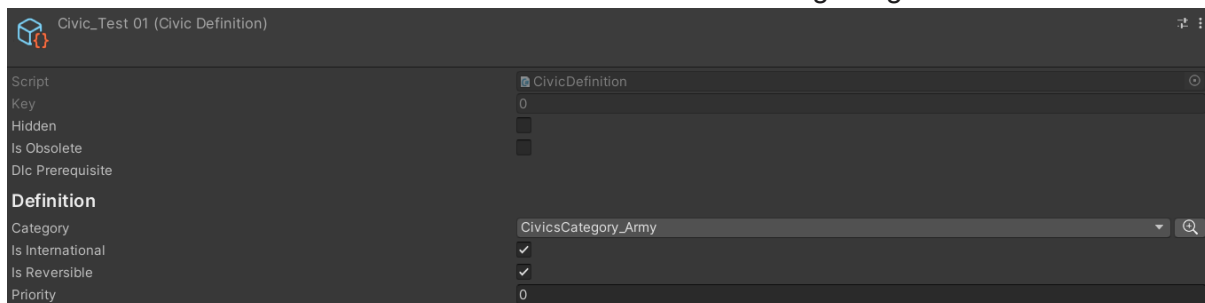 Civic_Test 01 (Civic Definition)
Script CivicDefinition
Key 0
Hidden
Is Obsolete
Dlc Prerequisite
Definition
Category CivicsCategory_Army
Is International
Is Reversible
Priority 0